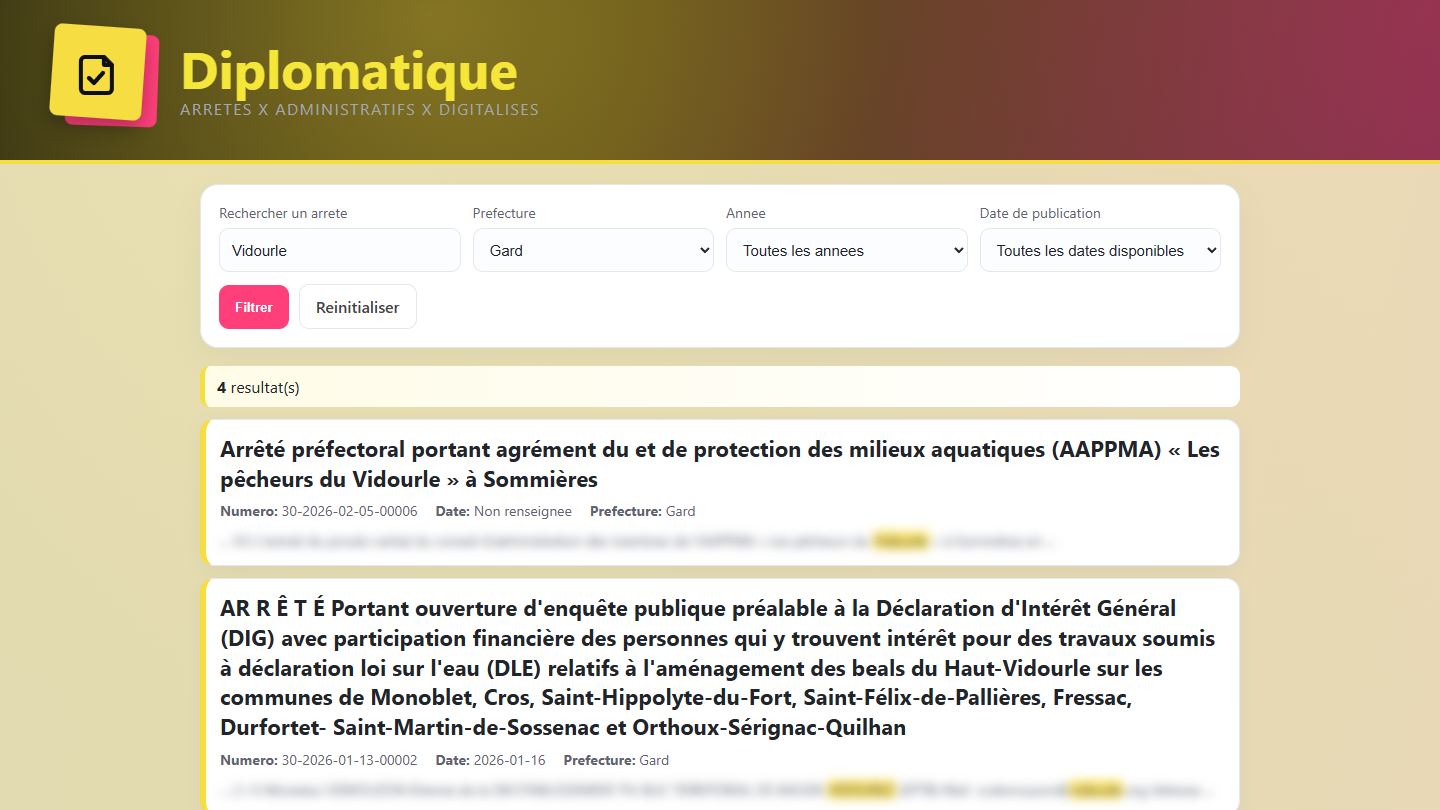 Diplomatique
ARRETES X ADMINISTRATIFS X DIGITALISES
Rechercher un arrete
Prefecture
Annee
Date de publication
Vidourle
Gard
Toutes les annees
Toutes les dates disponibles
Filtrer
Reinitialiser
4 resultat(s)
Arrêté préfectoral portant agrément du et de protection des milieux aquatiques (AAPPMA) « Les
pêcheurs du Vidourle » à Sommières
Numero: 30-2026-02-05-00006 Date: Non renseignee Prefecture: Gard
AR R Ê T É Portant ouverture d'enquête publique préalable à la Déclaration d'Intérêt Général
(DIG) avec participation financière des personnes qui y trouvent intérêt pour des travaux soumis
à déclaration loi sur l'eau (DLE) relatifs à l'aménagement des beals du Haut-Vidourle sur les
communes de Monoblet, Cros, Saint-Hippolyte-du-Fort, Saint-Félix-de-Pallières, Fressac,
Durfortet- Saint-Martin-de-Sossenac et Orthoux-Sérignac-Quilhan
Numero: 30-2026-01-13-00002 Date: 2026-01-16 Prefecture: Gard